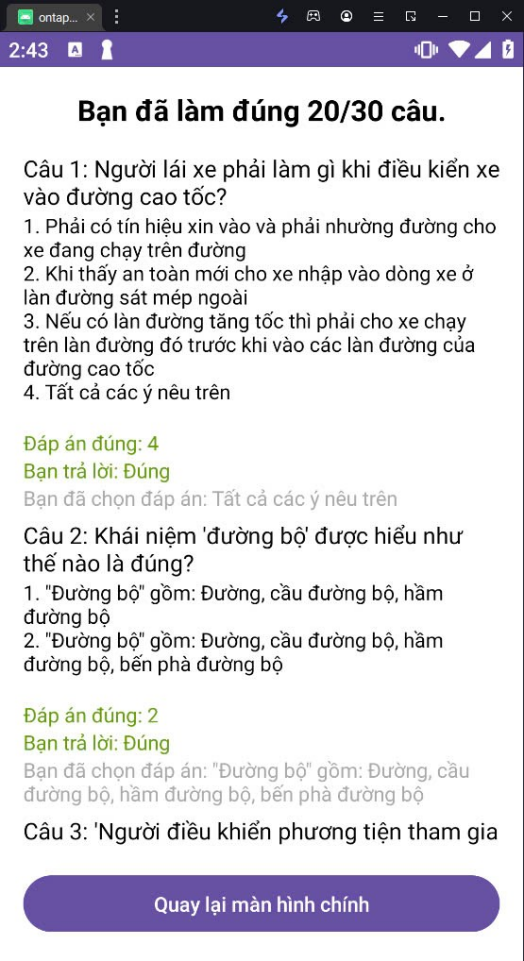 ontap...
2:43
A
Bạn đã làm đúng 20/30 câu.
Câu 1: Người lái xe phải làm gì khi điều kiển xe
vào đường cao tốc?
1. Phải có tín hiệu xin vào và phải nhường đường cho
xe đang chạy trên đường
2. Khi thấy an toàn mới cho xe nhập vào dòng xe ở
làn đường sát mép ngoài
3. Nếu có làn đường tăng tốc thì phải cho xe chạy
trên làn đường đó trước khi vào các làn đường của
đường cao tốc
4. Tất cả các ý nêu trên
Đáp án đúng: 4
Bạn trả lời: Đúng
Bạn đã chọn đáp án: Tất cả các ý nêu trên
Câu 2: Khái niệm 'đường bộ' được hiểu như
thế nào là đúng?
1. "Đường bộ" gồm: Đường, cầu đường bộ, hầm
đường bộ
2. "Đường bộ" gồm: Đường, cầu đường bộ, hầm
đường bộ, bến phà đường bộ
Đáp án đúng: 2
Bạn trả lời: Đúng
Bạn đã chọn đáp án: "Đường bộ" gồm: Đường, cầu
đường bộ, hầm đường bộ, bến phà đường bộ
Câu 3: 'Người điều khiển phương tiện tham gia
Quay lại màn hình chính